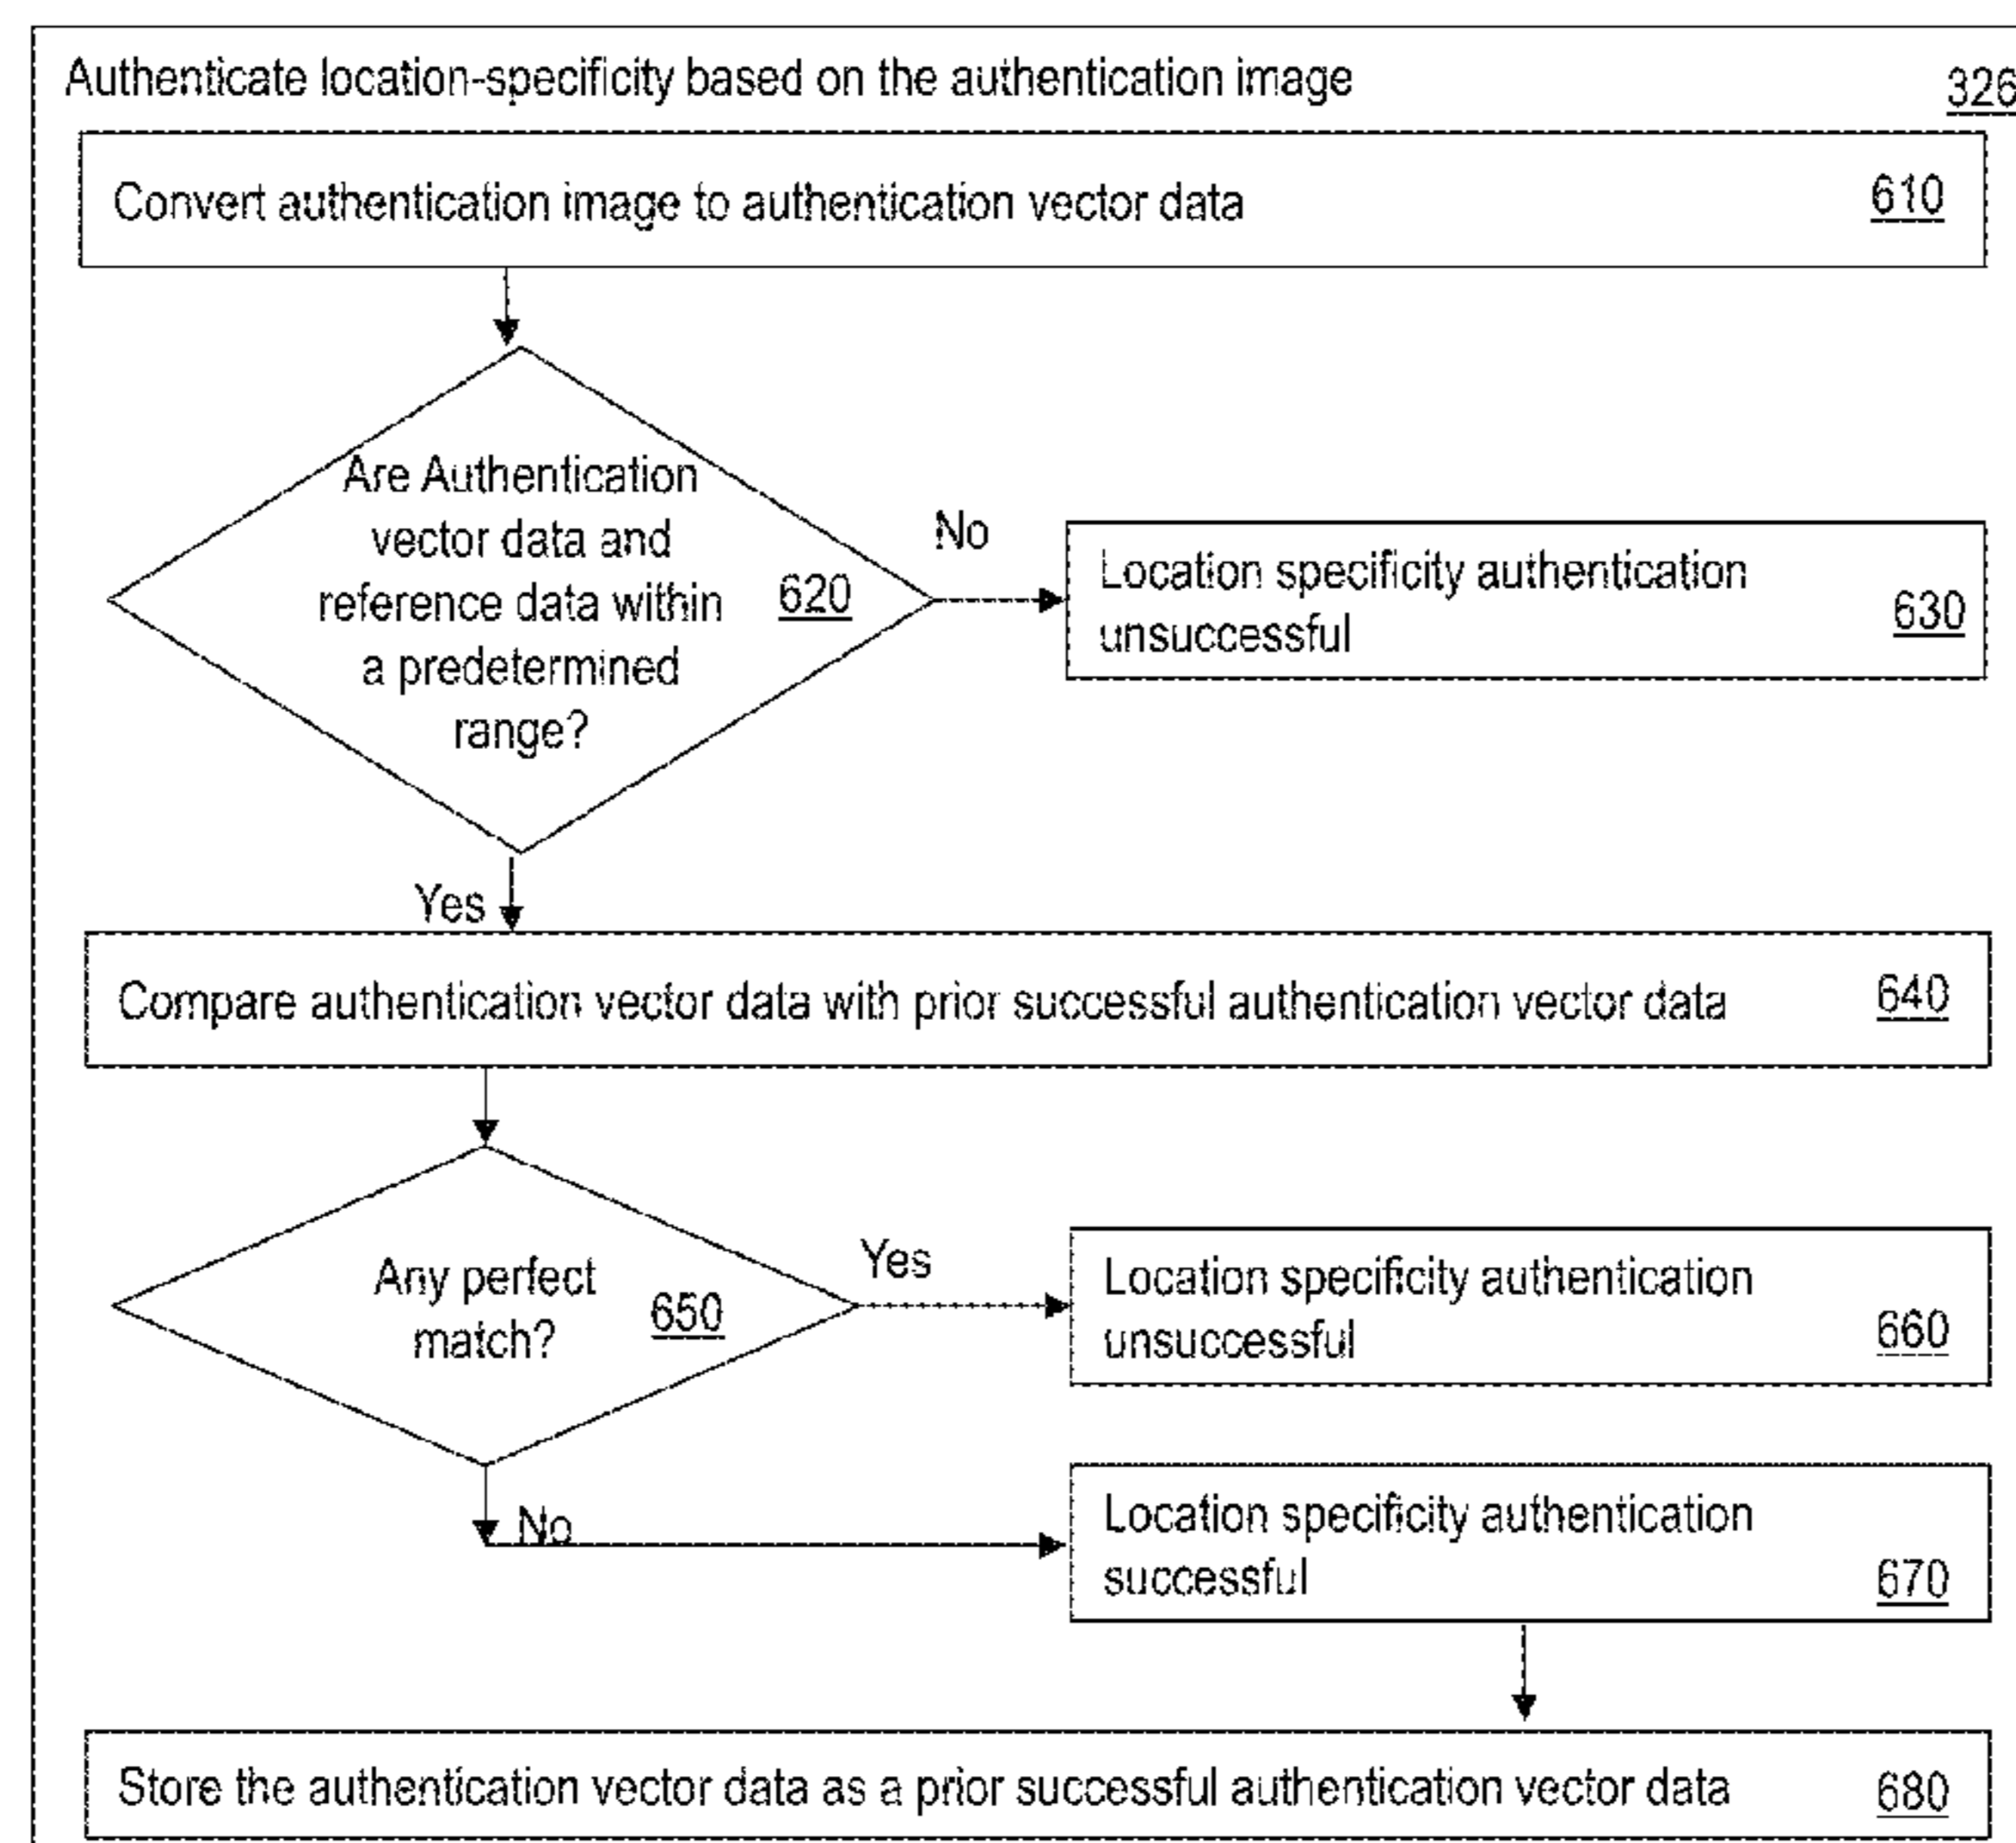 Authenticate location-specificity based on the authentication image 326
Convert authentication image to authentication vector data 610
Are Authentication
vector data and
reference data within 620
a predetermined
range?
No
Location specificity authentication
unsuccessful 630
Yes
Compare authentication vector data with prior successful authentication vector data 640
Any perfect
match? 650
Yes
Location specificity authentication
unsuccessful 660
No
Location specificity authentication
successful 670
Store the authentication vector data as a prior successful authentication vector data 680